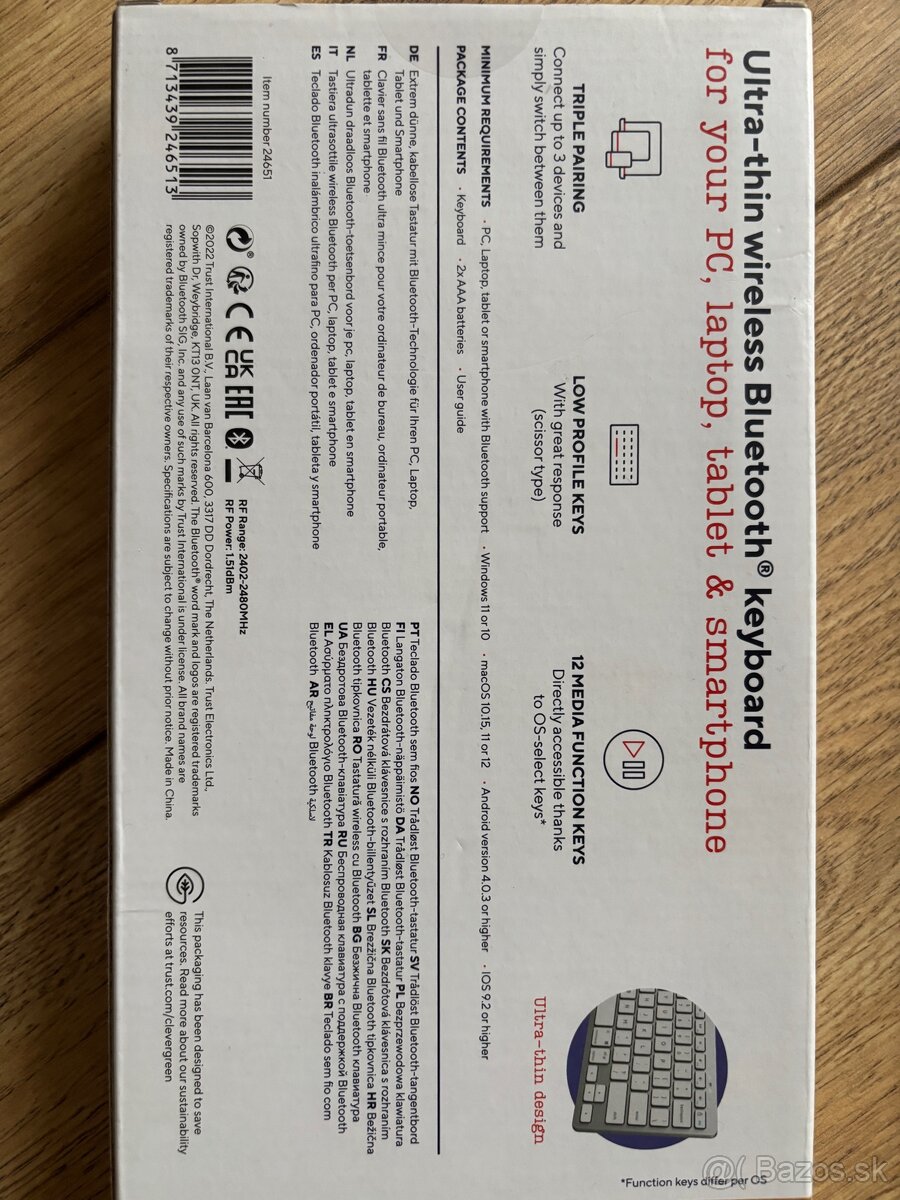 Ultra-thin wireless Bluetooth® keyboard
for your PC, laptop, tablet & smartphone
TRIPLE PAIRING
Connect up to 3 devices and
simply switch between them
LOW PROFILE KEYS
With great response
(scissor type)
12 MEDIA FUNCTION KEYS
Directly accessible thanks
to OS-select keys*
Ultra-thin design
*Function keys differ per OS
MINIMUM REQUIREMENTS • PC, Laptop, tablet or smartphone with Bluetooth support • Windows 11 or 10 • macOS 10.15, 11 or 12 • Android version 4.0.3 or higher • IOS 9.2 or higher
PACKAGE CONTENTS • Keyboard • 2x AAA batteries • User guide
DE Extrem dünne, kabellose Tastatur mit Bluetooth-Technologie für Ihren PC, Laptop,
Tablet und Smartphone
FR Clavier sans fil Bluetooth ultra mince pour votre ordinateur de bureau, ordinateur portable,
tablette et smartphone
NL Ultradun draadloos Bluetooth-toetsenbord voor je pc, laptop, tablet en smartphone
IT Tastiera ultrasottile wireless Bluetooth per PC, laptop, tablet e smartphone
ES Teclado Bluetooth inalámbrico ultrafino para PC, ordenador portátil, tableta y smartphone
PT Teclado Bluetooth sem fios NO Trådløst Bluetooth-tastatur SV Trådlöst Bluetooth-tangentbord
FI Langaton Bluetooth-näppäimistö DA Trådløst Bluetooth-tastatur PL Bezprzewodowa klawiatura
Bluetooth CS Bezdrátová klávesnice s rozhraním Bluetooth SK Bezdrôtová klávesnica s rozhraním
Bluetooth HU Vezeték nélküli Bluetooth-billentyűzet SL Brezžična Bluetooth tipkovnica HR Bežična
Bluetooth tipkovnica RO Tastatură wireless cu Bluetooth BG Безжична Bluetooth клавиатура
UA Бездротова Bluetooth-клавіатура RU Беспроводная клавиатура с поддержкой Bluetooth
EL Ασύρματο πληκτρολόγιο Bluetooth TR Kablosuz Bluetooth klavye BR Teclado sem fio com
Bluetooth AR لوحة مفاتيح Bluetooth لاسلكية
Item number 24651
8 713439 246513
CE UK CA EAC
RF Range: 2402-2480MHz
RF Power: 1.51dBm
©2022 Trust International B.V., Laan van Barcelona 600, 3317 DD Dordrecht, The Netherlands. Trust Electronics Ltd.,
Sopwith Dr, Weybridge, KT13 0NT, UK. All rights reserved. The Bluetooth® word mark and logos are registered trademarks
owned by Bluetooth SIG, Inc. and any use of such marks by Trust International is under license. All brand names are
registered trademarks of their respective owners. Specifications are subject to change without prior notice. Made in China.
This packaging has been designed to save
resources. Read more about our sustainability
efforts at trust.com/clevergreen
@( Bazos.sk